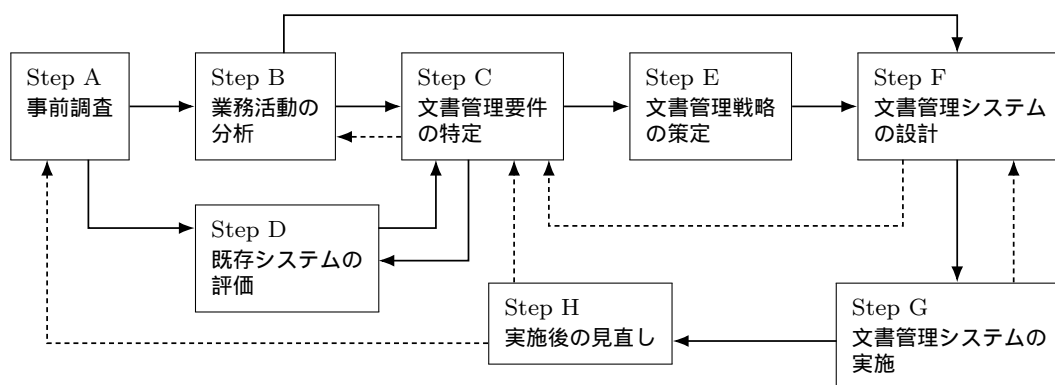 Step A
事前調査
Step B
業務活動の
分析
Step C
文書管理要件
の特定
Step E
文書管理戦略
の策定
Step F
文書管理システム
の設計
Step D
既存システムの
評価
Step H
実施後の見直し
Step G
文書管理システムの
実施